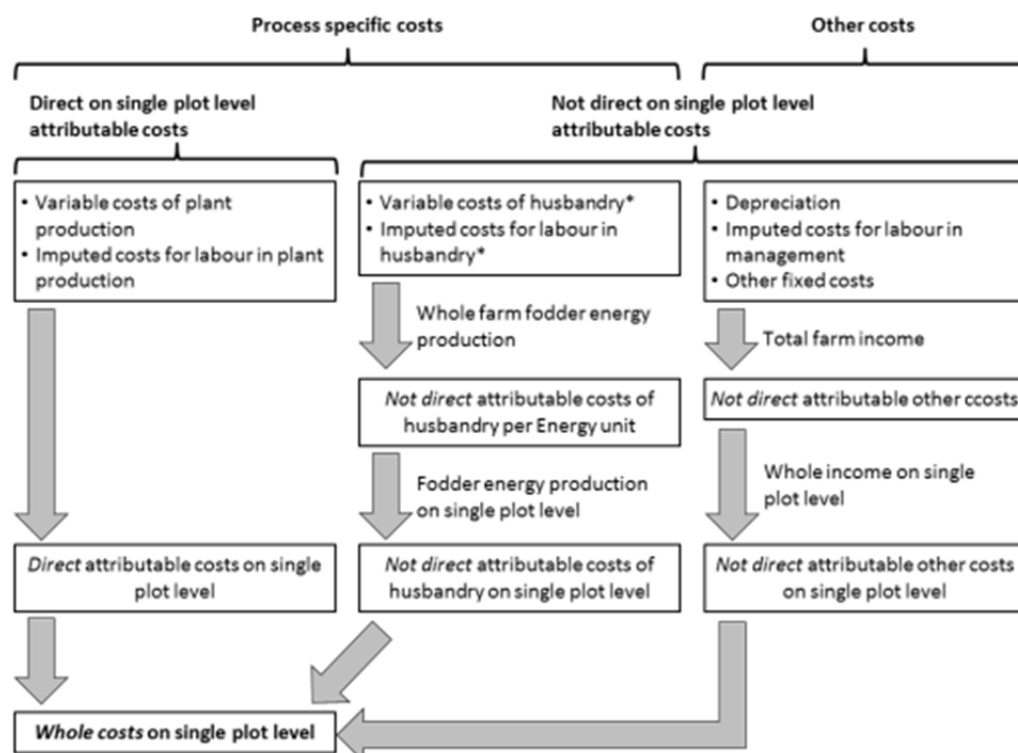 Process specific costs
Other costs
Direct on single plot level
attributable costs
Not direct on single plot level
attributable costs
• Variable costs of plant
production
• Imputed costs for labour in plant
production
• Variable costs of husbandry*
• Imputed costs for labour in
husbandry*
• Depreciation
• Imputed costs for labour in
management
• Other fixed costs
Whole farm fodder energy
production
Total farm income
Not direct attributable costs of
husbandry per Energy unit
Not direct attributable other ccosts
Fodder energy production
on single plot level
Whole income on single
plot level
Direct attributable costs on single
plot level
Not direct attributable costs of
husbandry on single plot level
Not direct attributable other costs
on single plot level
Whole costs on single plot level